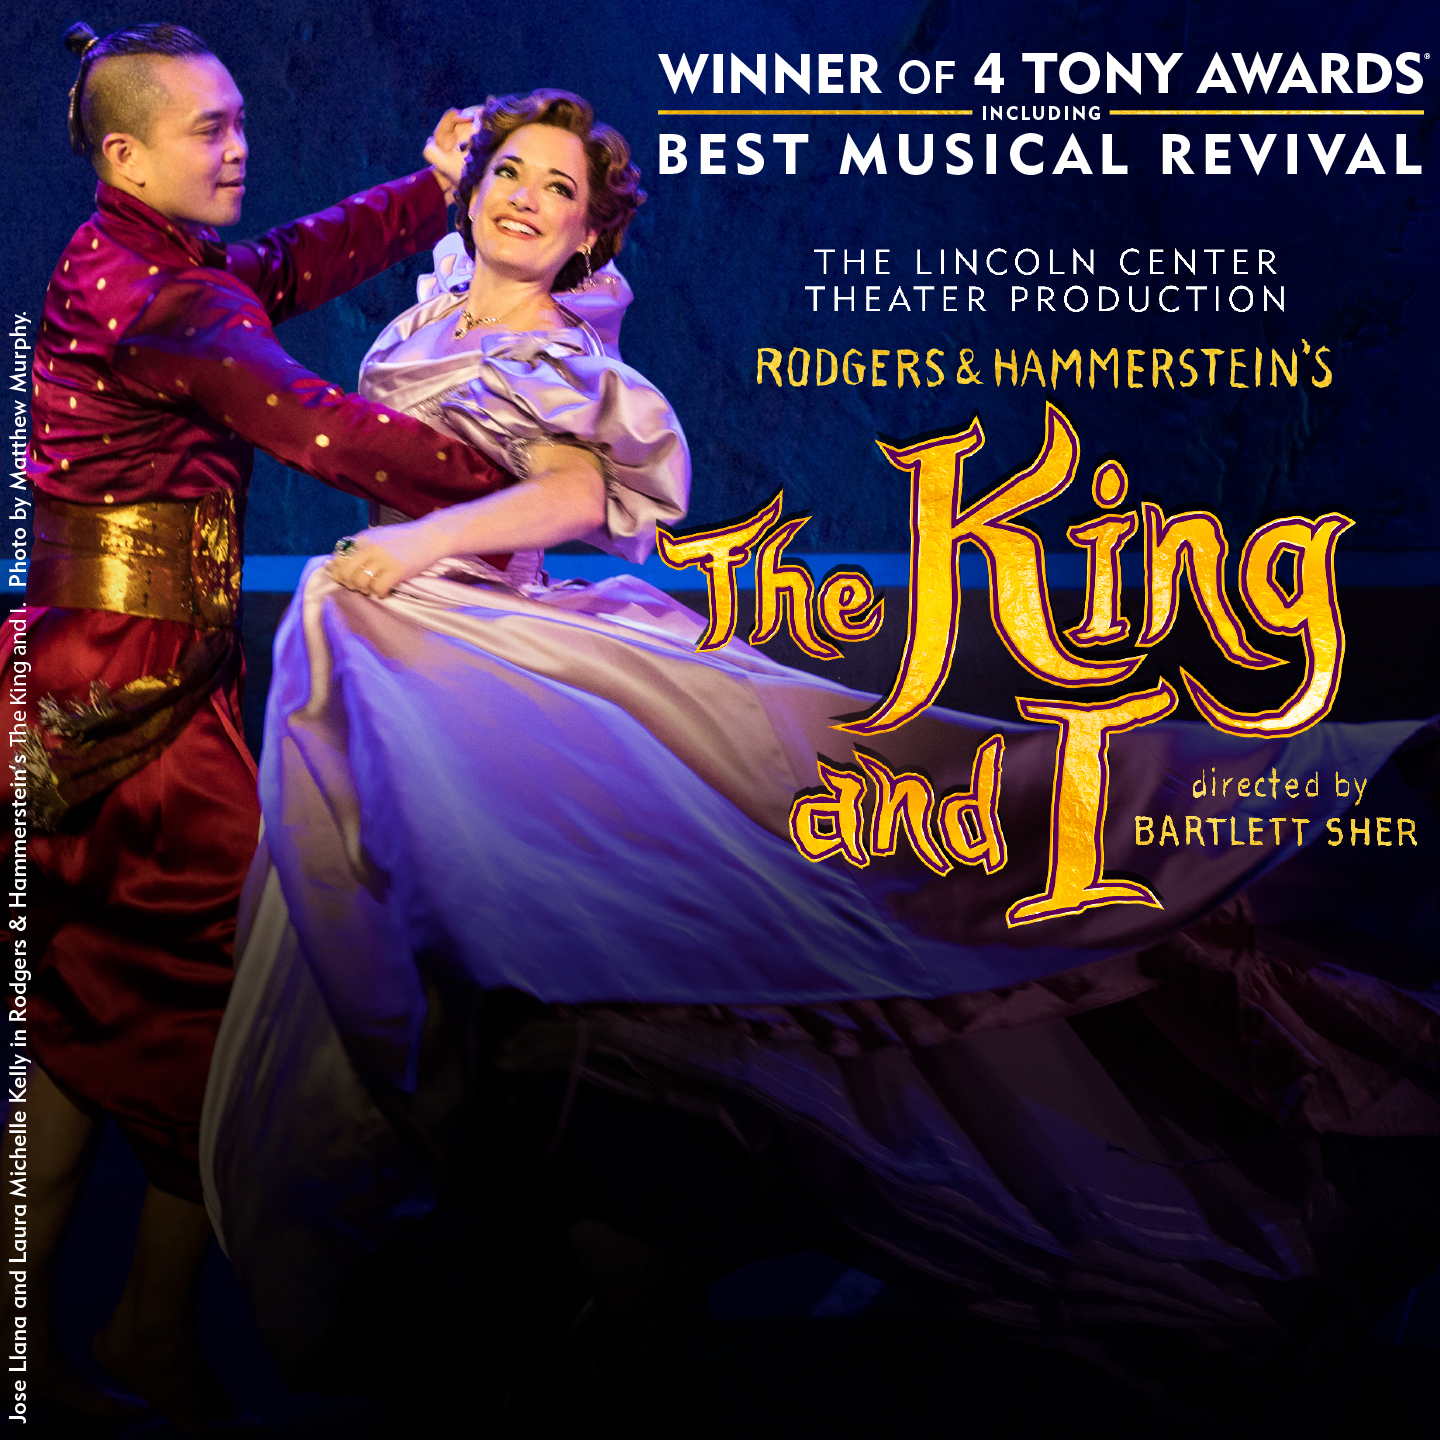 WINNER OF 4 TONY AWARDS®
INCLUDING
BEST MUSICAL REVIVAL
THE LINCOLN CENTER
THEATER PRODUCTION
RODGERS & HAMMERSTEIN'S
The King
and I
directed by
BARTLETT SHER
Jose Llana and Laura Michelle Kelly in Rodgers & Hammerstein's The King and I. Photo by Matthew Murphy.